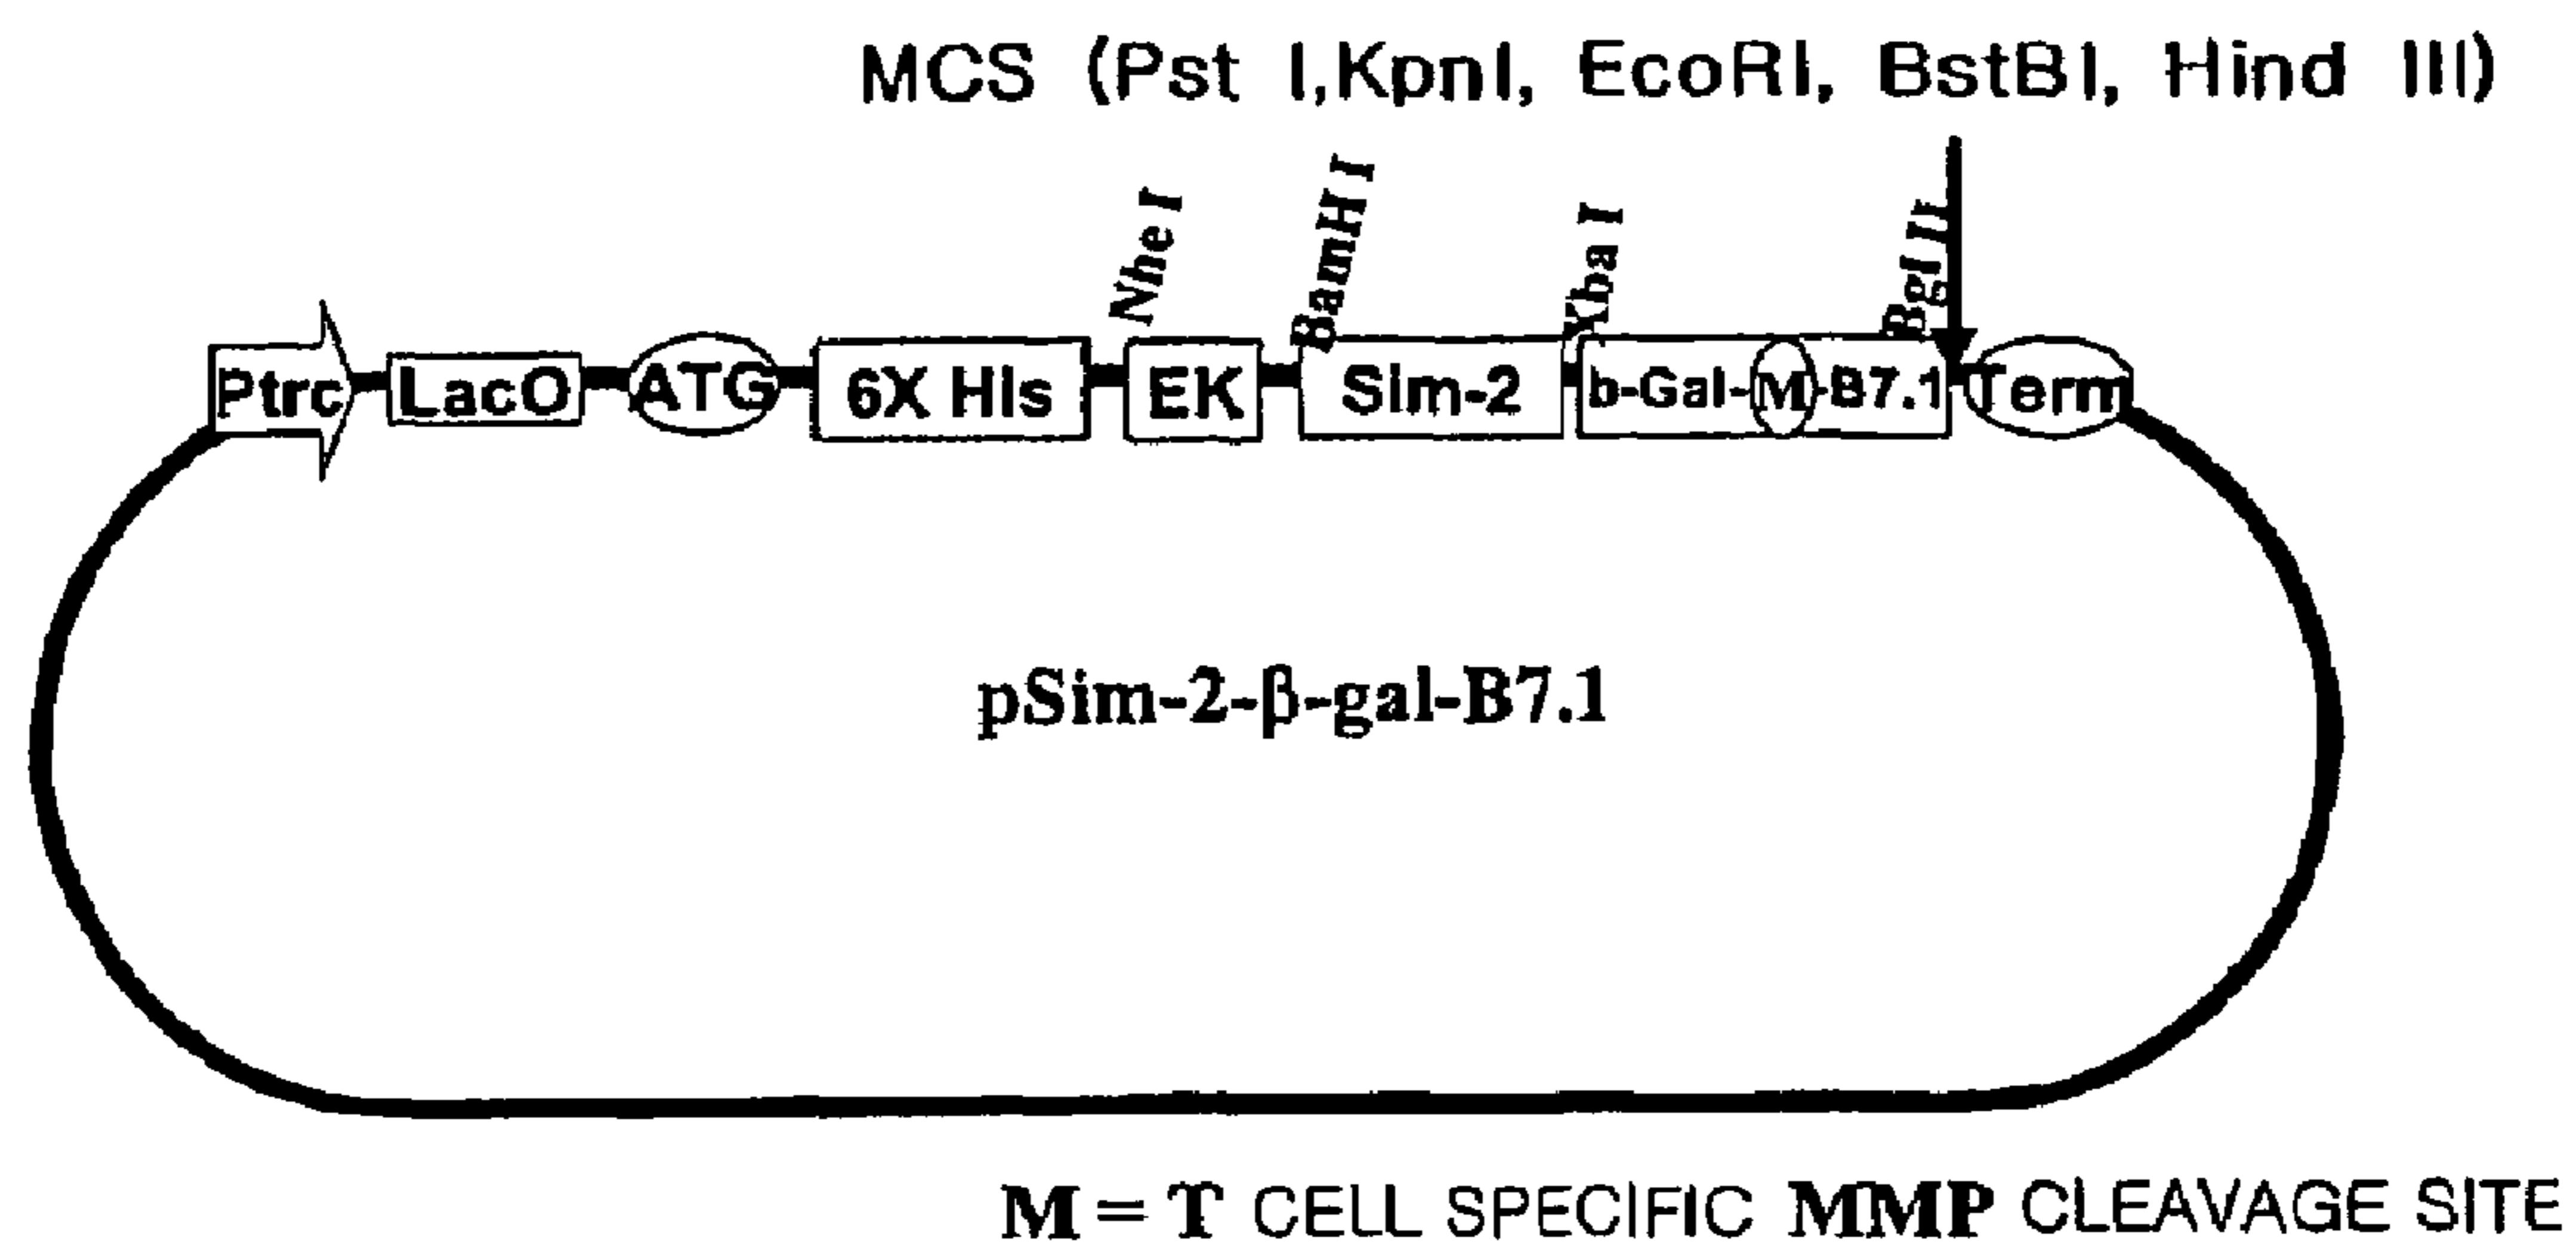 MCS (Pst I,KpnI, EcoRI, BstBI, Hind III)
Nhe I
BamH I
Xba I
Bgl II
Ptrc LacO ATG 6X His EK Sim-2 b-Gal-M-B7.1 Term
pSim-2-β-gal-B7.1
M = T CELL SPECIFIC MMP CLEAVAGE SITE